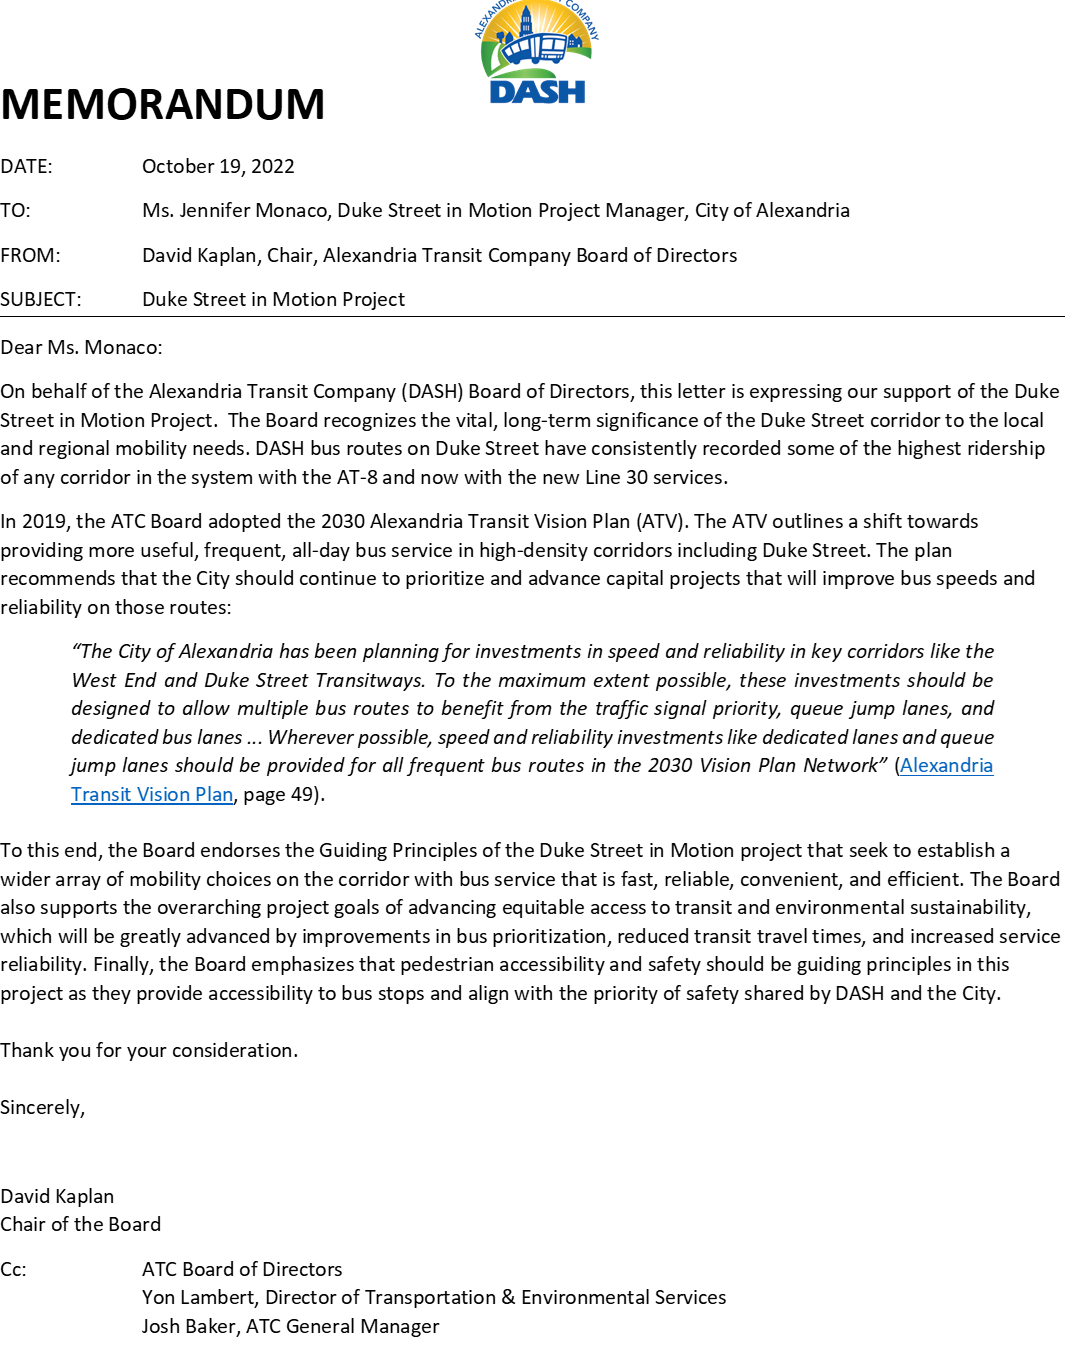 ALEXANDRIA COMPANY
DASH
MEMORANDUM
DATE: October 19, 2022
TO: Ms. Jennifer Monaco, Duke Street in Motion Project Manager, City of Alexandria
FROM: David Kaplan, Chair, Alexandria Transit Company Board of Directors
SUBJECT: Duke Street in Motion Project
Dear Ms. Monaco:
On behalf of the Alexandria Transit Company (DASH) Board of Directors, this letter is expressing our support of the Duke
Street in Motion Project.  The Board recognizes the vital, long-term significance of the Duke Street corridor to the local
and regional mobility needs. DASH bus routes on Duke Street have consistently recorded some of the highest ridership
of any corridor in the system with the AT-8 and now with the new Line 30 services.
In 2019, the ATC Board adopted the 2030 Alexandria Transit Vision Plan (ATV). The ATV outlines a shift towards
providing more useful, frequent, all-day bus service in high-density corridors including Duke Street. The plan
recommends that the City should continue to prioritize and advance capital projects that will improve bus speeds and
reliability on those routes:
“The City of Alexandria has been planning for investments in speed and reliability in key corridors like the
West End and Duke Street Transitways. To the maximum extent possible, these investments should be
designed to allow multiple bus routes to benefit from the traffic signal priority, queue jump lanes, and
dedicated bus lanes ... Wherever possible, speed and reliability investments like dedicated lanes and queue
jump lanes should be provided for all frequent bus routes in the 2030 Vision Plan Network” (Alexandria
Transit Vision Plan, page 49).
To this end, the Board endorses the Guiding Principles of the Duke Street in Motion project that seek to establish a
wider array of mobility choices on the corridor with bus service that is fast, reliable, convenient, and efficient. The Board
also supports the overarching project goals of advancing equitable access to transit and environmental sustainability,
which will be greatly advanced by improvements in bus prioritization, reduced transit travel times, and increased service
reliability. Finally, the Board emphasizes that pedestrian accessibility and safety should be guiding principles in this
project as they provide accessibility to bus stops and align with the priority of safety shared by DASH and the City.
Thank you for your consideration.
Sincerely,
David Kaplan
Chair of the Board
Cc: ATC Board of Directors
Yon Lambert, Director of Transportation & Environmental Services
Josh Baker, ATC General Manager